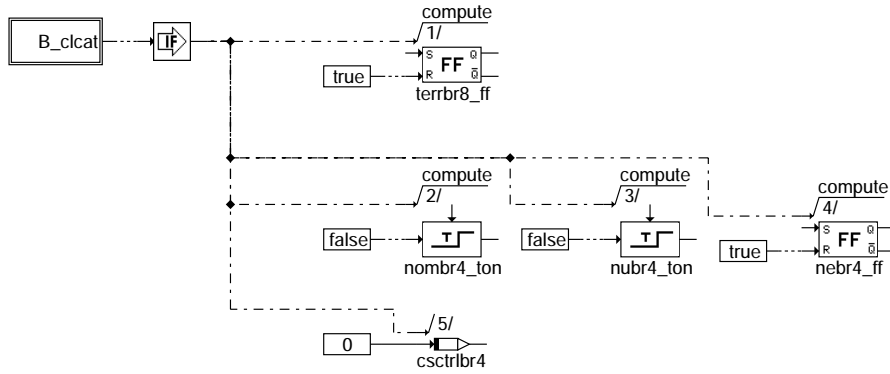 B_clcat
IF
compute
1/
S Q
FF
R Q̅
true
terrbr8_ff
compute
2/
T
false
nombr4_ton
compute
3/
T
false
nubr4_ton
compute
4/
S Q
FF
R Q̅
true
nebr4_ff
5/
0
csctrlbr4